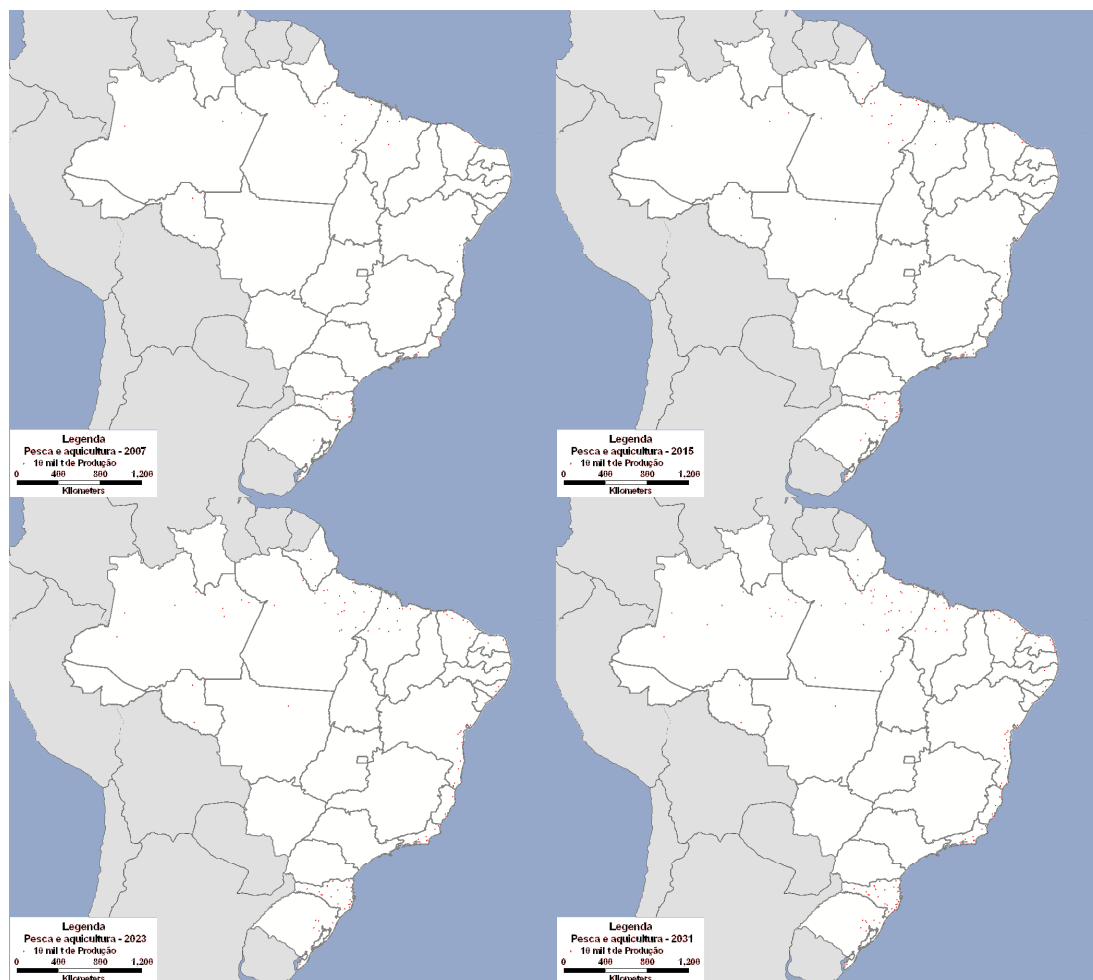 Legenda
Pesca e aquicultura - 2007
10 mil t de Produção
0 400 800 1,200
Kilometers
Legenda
Pesca e aquicultura - 2015
10 mil t de Produção
0 400 800 1,200
Kilometers
Legenda
Pesca e aquicultura - 2023
10 mil t de Produção
0 400 800 1,200
Kilometers
Legenda
Pesca e aquicultura - 2031
10 mil t de Produção
0 400 800 1,200
Kilometers